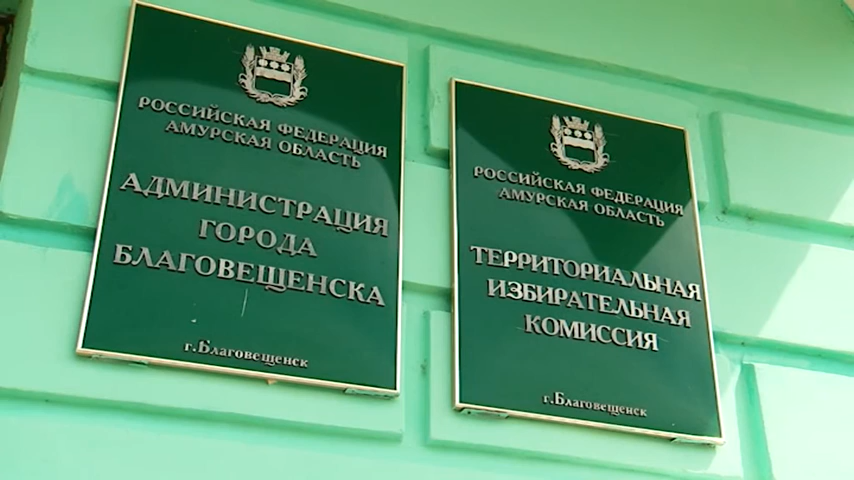 РОССИЙСКАЯ ФЕДЕРАЦИЯ
АМУРСКАЯ ОБЛАСТЬ
АДМИНИСТРАЦИЯ
ГОРОДА
БЛАГОВЕЩЕНСКА
г.Благовещенск
РОССИЙСКАЯ ФЕДЕРАЦИЯ
АМУРСКАЯ ОБЛАСТЬ
ТЕРРИТОРИАЛЬНАЯ
ИЗБИРАТЕЛЬНАЯ
КОМИССИЯ
г.Благовещенск